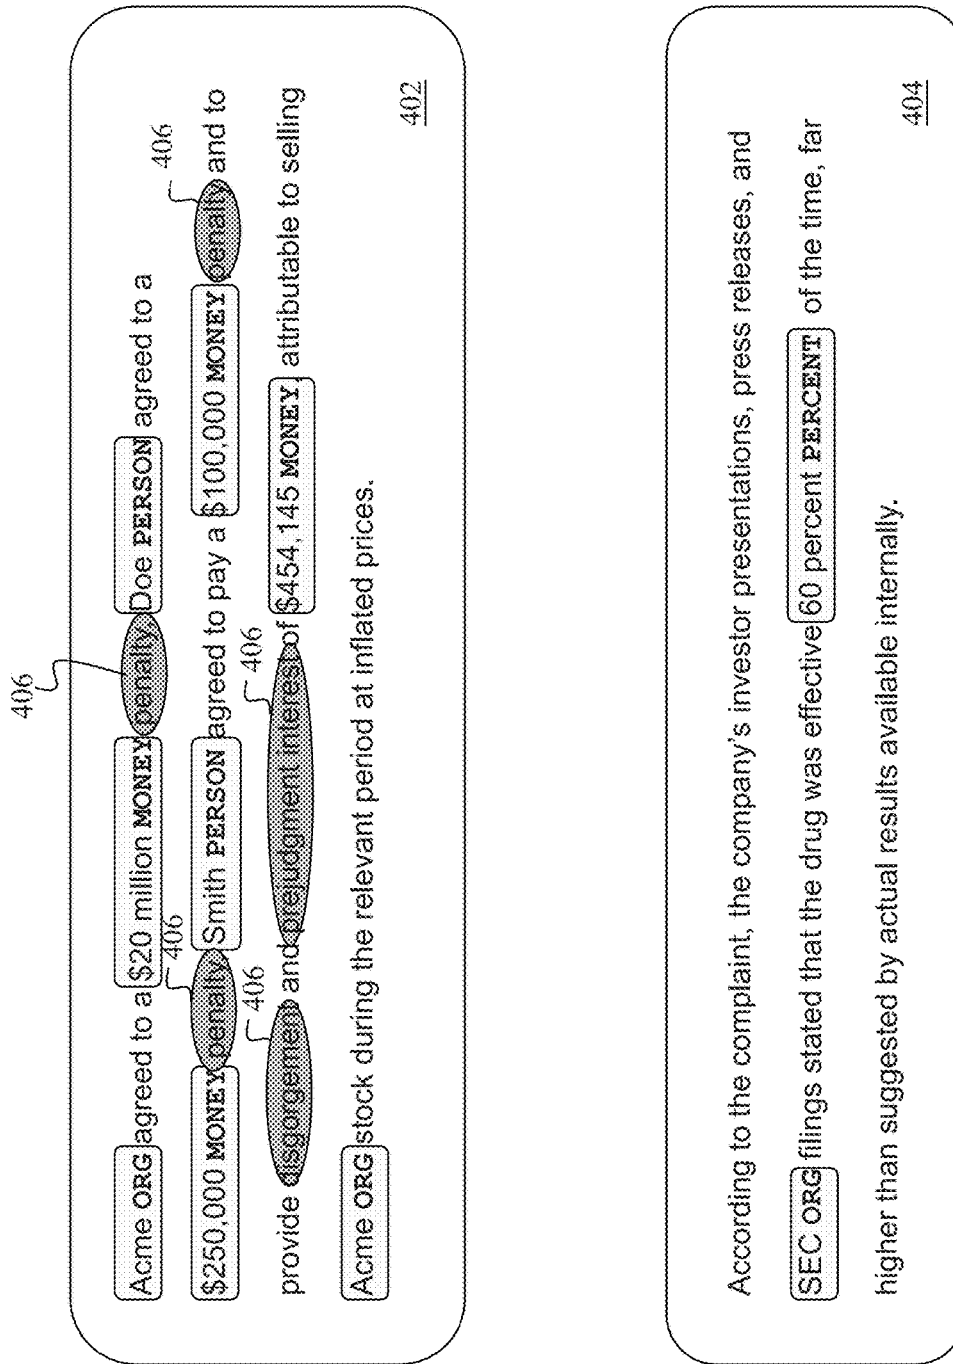 406
Acme ORG agreed to a $20 million MONEY penalty, Doe PERSON agreed to a
406
406
$250,000 MONEY penalty, Smith PERSON agreed to pay a $100,000 MONEY penalty and to
406
406
provide disgorgement and prejudgment interest of $454,145 MONEY, attributable to selling
Acme ORG stock during the relevant period at inflated prices.
402
According to the complaint, the company's investor presentations, press releases, and
SEC ORG filings stated that the drug was effective 60 percent PERCENT of the time, far
higher than suggested by actual results available internally.
404